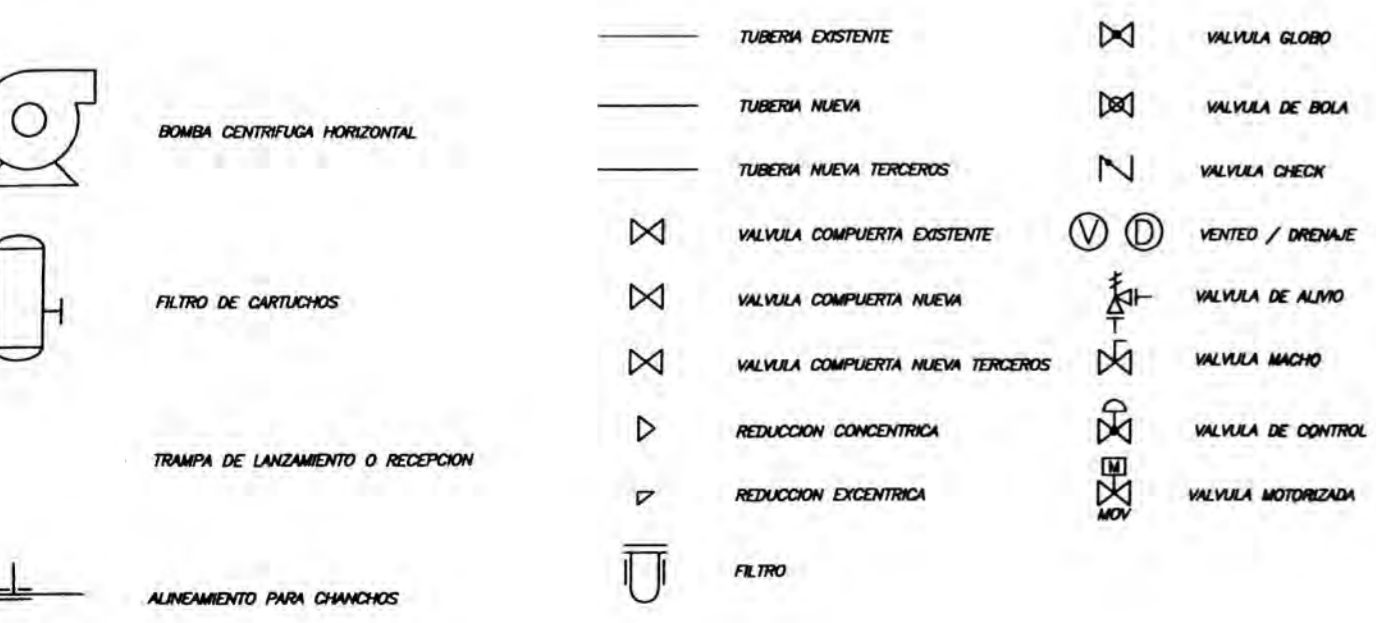 BOMBA CENTRIFUGA HORIZONTAL
FILTRO DE CARTUCHOS
TRAMPA DE LANZAMIENTO O RECEPCION
ALINEAMIENTO PARA CHANCHOS
TUBERIA EXISTENTE
TUBERIA NUEVA
TUBERIA NUEVA TERCEROS
VALVULA COMPUERTA EXISTENTE
VALVULA COMPUERTA NUEVA
VALVULA COMPUERTA NUEVA TERCEROS
REDUCCION CONCENTRICA
REDUCCION EXCENTRICA
FILTRO
VALVULA GLOBO
VALVULA DE BOLA
VALVULA CHECK
V D VENTEO / DRENAJE
VALVULA DE ALIVIO
VALVULA MACHO
VALVULA DE CONTROL
M
VALVULA MOTORIZADA
MOV